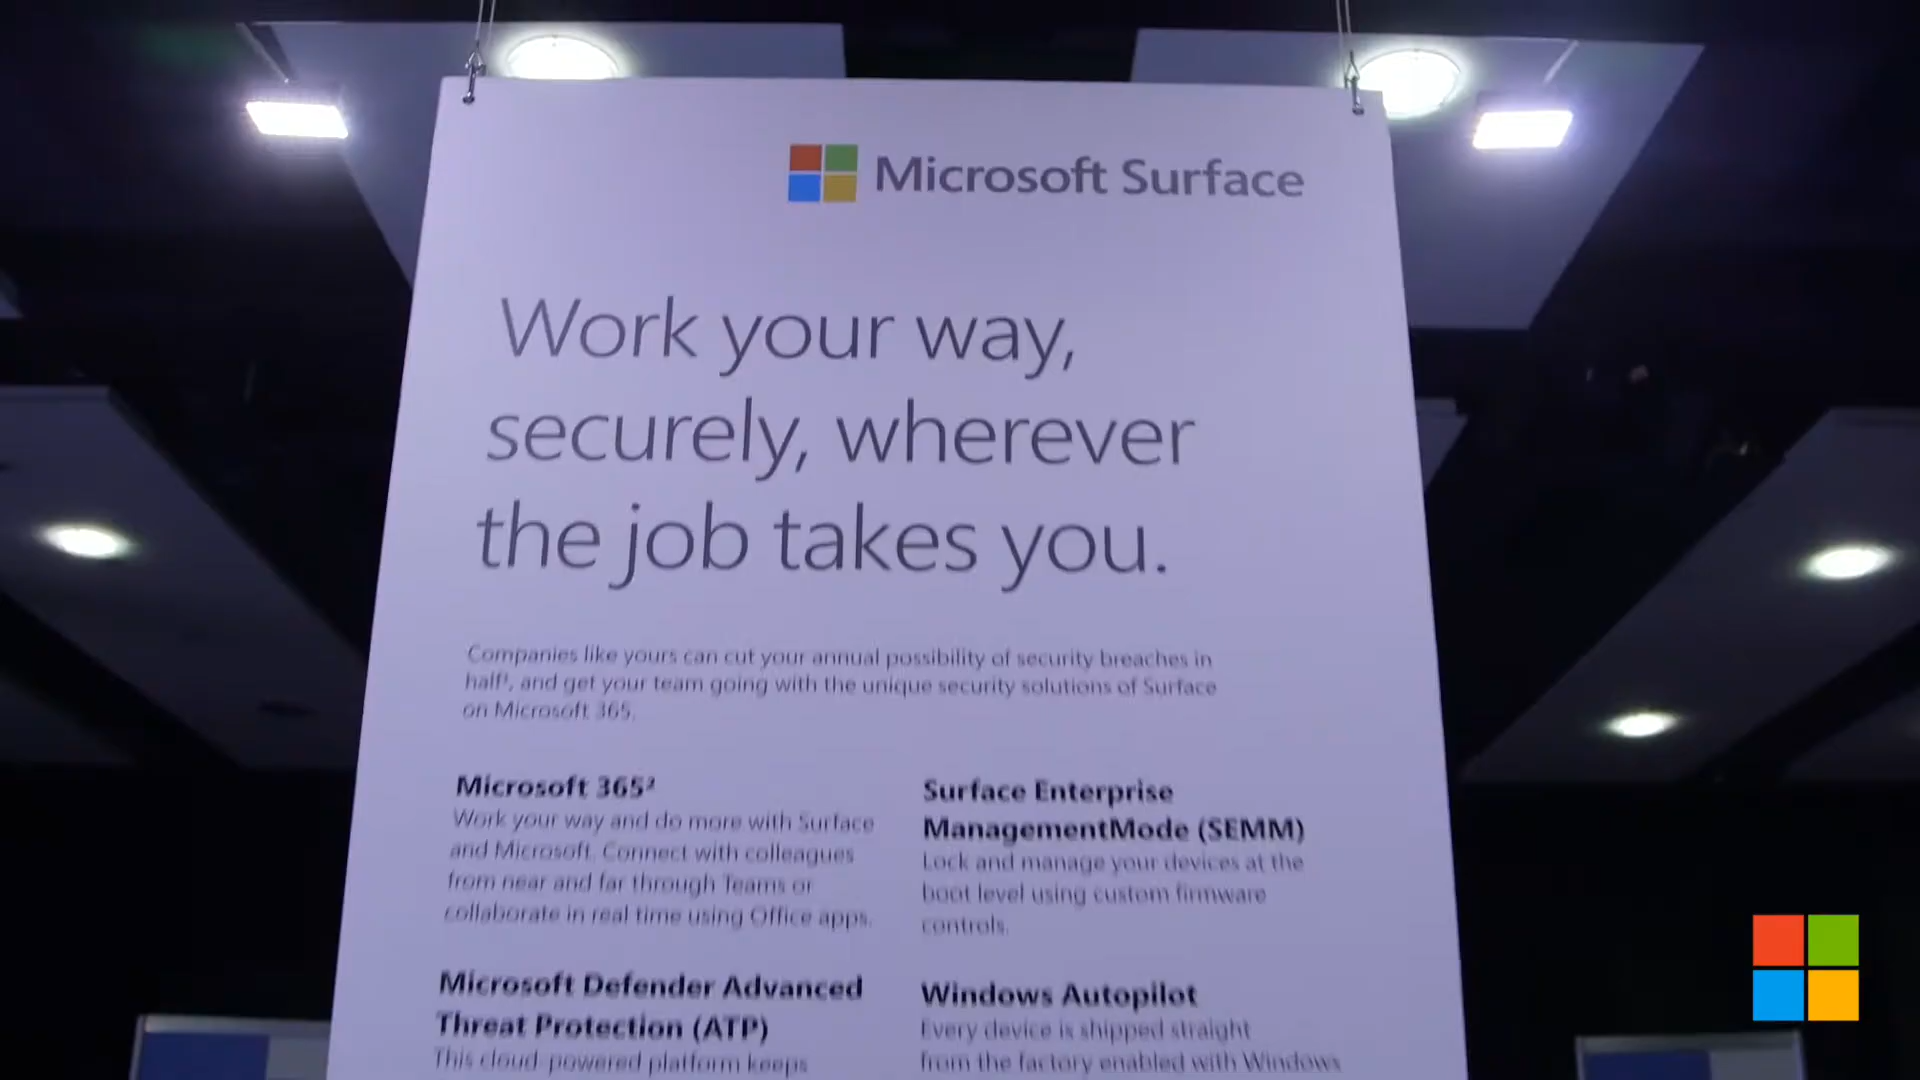 Microsoft Surface
Work your way,
securely, wherever
the job takes you.
Companies like yours can cut your annual possibility of security breaches in
half¹, and get your team going with the unique security solutions of Surface
on Microsoft 365.
Microsoft 365²
Work your way and do more with Surface
and Microsoft. Connect with colleagues
from near and far through Teams or
collaborate in real time using Office apps.
Surface Enterprise
ManagementMode (SEMM)
Lock and manage your devices at the
boot level using custom firmware
controls.
Microsoft Defender Advanced
Threat Protection (ATP)
This cloud-powered platform keeps
Windows Autopilot
Every device is shipped straight
from the factory enabled with Windows